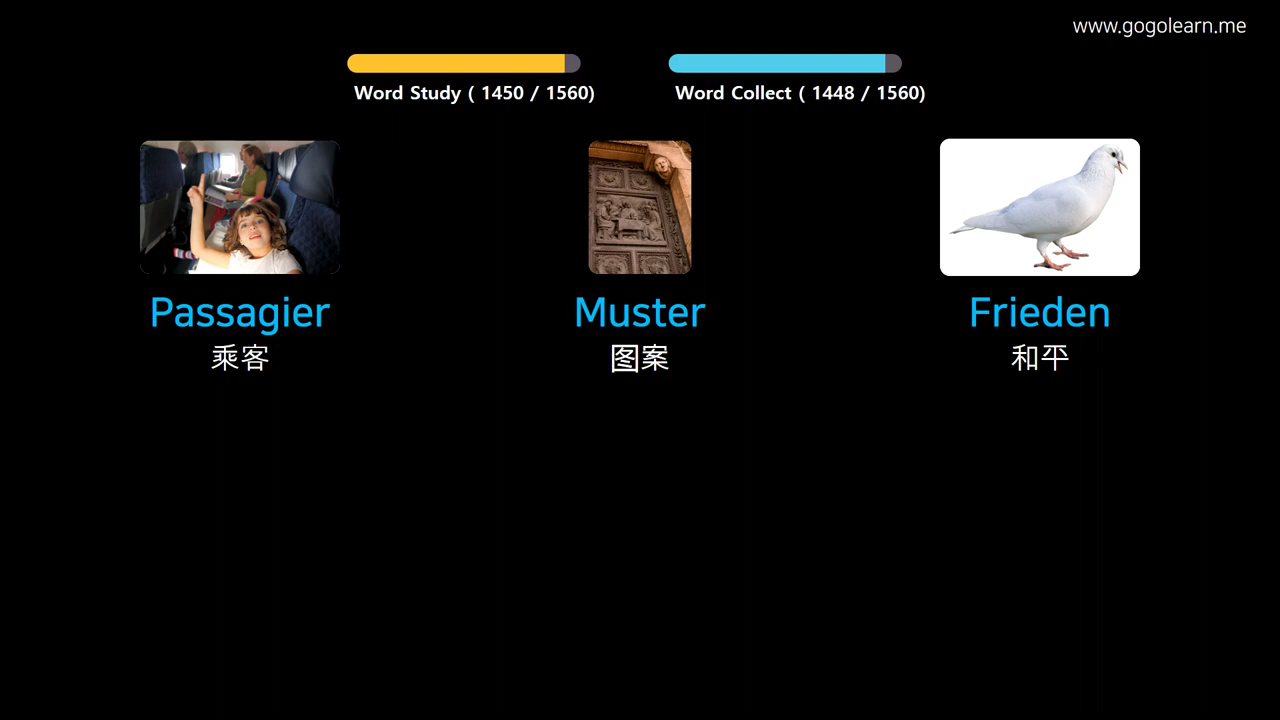 www.gogolearn.me
Word Study ( 1450 / 1560)
Word Collect ( 1448 / 1560)
Passagier
Muster
Frieden
乘客
图案
和平